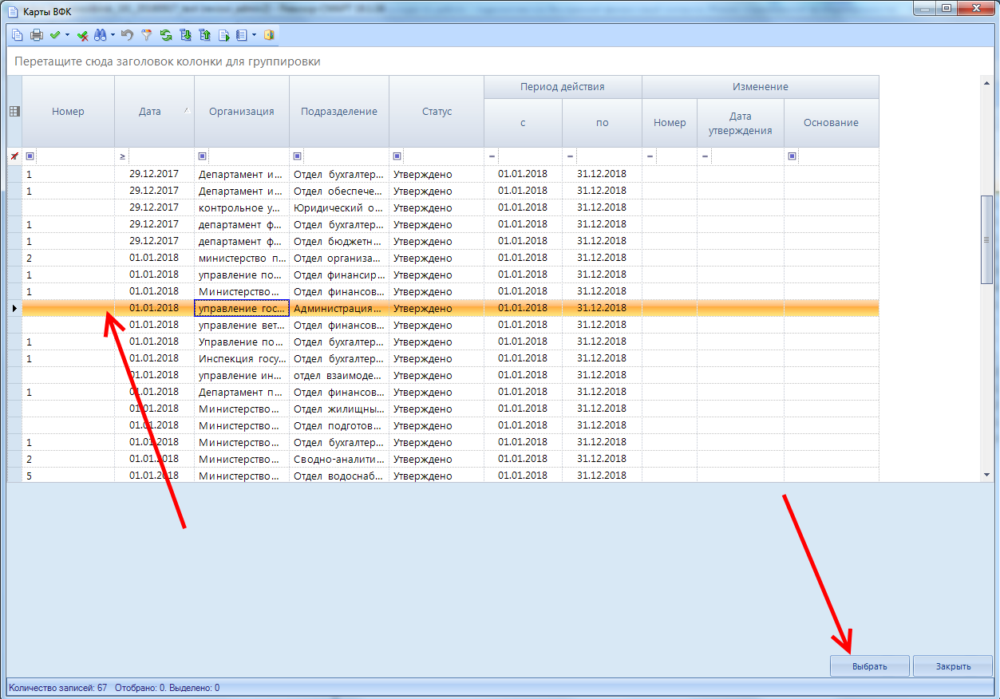 Карты ВФК
Перетащите сюда заголовок колонки для группировки
Номер Дата Организация Подразделение Статус Период действия Изменение
с по Номер Дата утверждения Основание
≥ – – – –
1 29.12.2017 Департамент и... Отдел бухгалтер... Утверждено 01.01.2018 31.12.2018
1 29.12.2017 Департамент и... Отдел обеспече... Утверждено 01.01.2018 31.12.2018
29.12.2017 контрольное у... Юридический о... Утверждено 01.01.2018 31.12.2018
1 29.12.2017 департамент ф... Отдел бухгалтер... Утверждено 01.01.2018 31.12.2018
1 29.12.2017 департамент ф... Отдел бюджетн... Утверждено 01.01.2018 31.12.2018
2 01.01.2018 министерство п... Отдел организа... Утверждено 01.01.2018 31.12.2018
1 01.01.2018 управление по... Отдел финансир... Утверждено 01.01.2018 31.12.2018
1 01.01.2018 Министерство... Отдел финансов... Утверждено 01.01.2018 31.12.2018
01.01.2018 управление гос... Администрация... Утверждено 01.01.2018 31.12.2018
01.01.2018 управление вет... Отдел финансов... Утверждено 01.01.2018 31.12.2018
1 01.01.2018 Управление по... Отдел бухгалтер... Утверждено 01.01.2018 31.12.2018
1 01.01.2018 Инспекция госу... Отдел бухгалтер... Утверждено 01.01.2018 31.12.2018
01.01.2018 управление ин... отдел взаимоде... Утверждено 01.01.2018 31.12.2018
1 01.01.2018 Департамент п... Отдел финансов... Утверждено 01.01.2018 31.12.2018
01.01.2018 Министерство... Отдел жилищны... Утверждено 01.01.2018 31.12.2018
01.01.2018 Министерство... Отдел подготов... Утверждено 01.01.2018 31.12.2018
1 01.01.2018 Министерство... Отдел бухгалтер... Утверждено 01.01.2018 31.12.2018
2 01.01.2018 Министерство... Сводно-аналити... Утверждено 01.01.2018 31.12.2018
5 01.01.2018 Министерство... Отдел водоснаб... Утверждено 01.01.2018 31.12.2018
Выбрать Закрыть
Количество записей: 67 Отобрано: 0. Выделено: 0